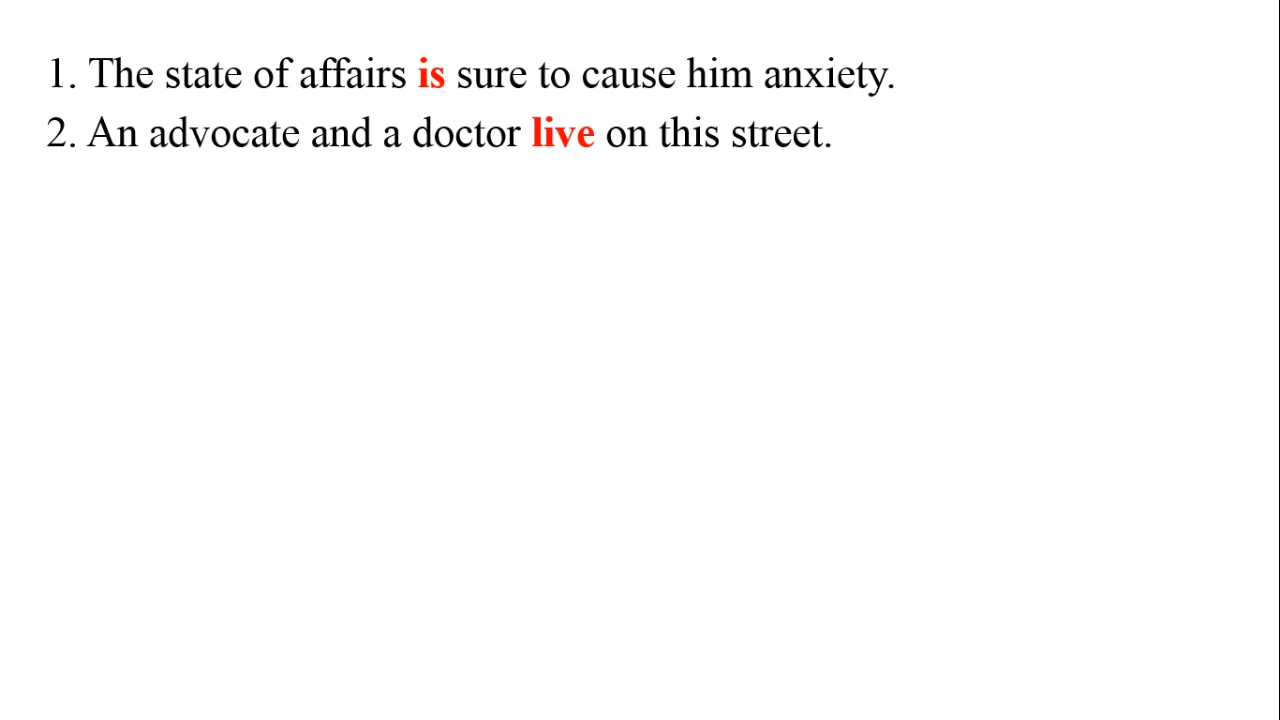 1. The state of affairs is sure to cause him anxiety.
2. An advocate and a doctor live on this street.